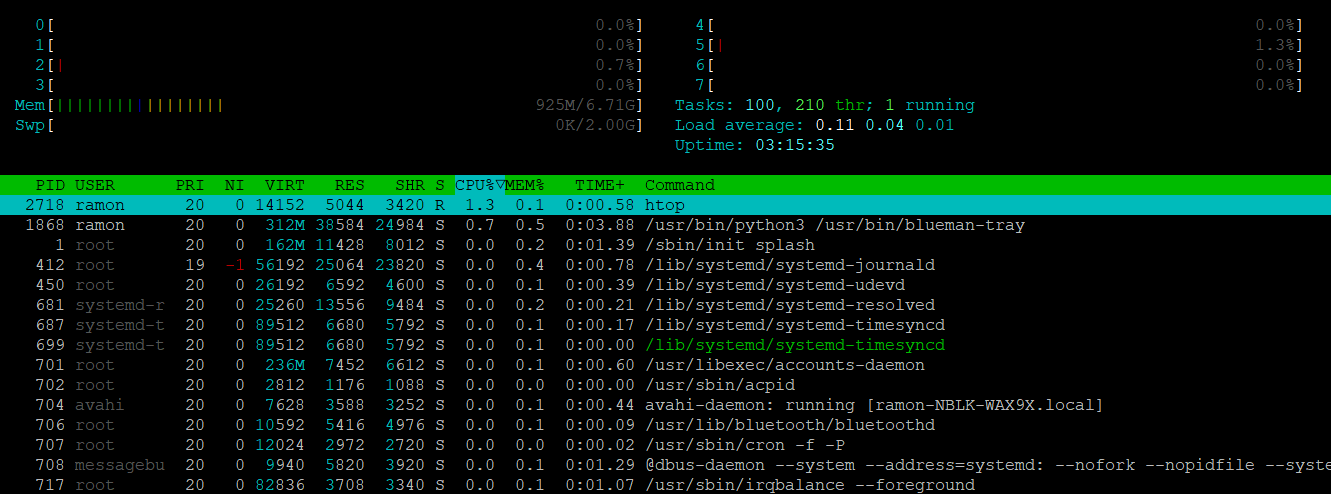 0[ 0.0%] 4[ 0.0%]
1[ 0.0%] 5[| 1.3%]
2[| 0.7%] 6[ 0.0%]
3[ 0.0%] 7[ 0.0%]
Mem[||||||||||||||||| 925M/6.71G] Tasks: 100, 210 thr; 1 running
Swp[ 0K/2.00G] Load average: 0.11 0.04 0.01
Uptime: 03:15:35
PID USER PRI NI VIRT RES SHR S CPU%▽MEM% TIME+ Command
2718 ramon 20 0 14152 5044 3420 R 1.3 0.1 0:00.58 htop
1868 ramon 20 0 312M 38584 24984 S 0.7 0.5 0:03.88 /usr/bin/python3 /usr/bin/blueman-tray
1 root 20 0 162M 11428 8012 S 0.0 0.2 0:01.39 /sbin/init splash
412 root 19 -1 56192 25064 23820 S 0.0 0.4 0:00.78 /lib/systemd/systemd-journald
450 root 20 0 26192 6592 4600 S 0.0 0.1 0:00.39 /lib/systemd/systemd-udevd
681 systemd-r 20 0 25260 13556 9484 S 0.0 0.2 0:00.21 /lib/systemd/systemd-resolved
687 systemd-t 20 0 89512 6680 5792 S 0.0 0.1 0:00.17 /lib/systemd/systemd-timesyncd
699 systemd-t 20 0 89512 6680 5792 S 0.0 0.1 0:00.00 /lib/systemd/systemd-timesyncd
701 root 20 0 236M 7452 6612 S 0.0 0.1 0:00.60 /usr/libexec/accounts-daemon
702 root 20 0 2812 1176 1088 S 0.0 0.0 0:00.00 /usr/sbin/acpid
704 avahi 20 0 7628 3588 3252 S 0.0 0.1 0:00.44 avahi-daemon: running [ramon-NBLK-WAX9X.local]
706 root 20 0 10592 5416 4976 S 0.0 0.1 0:00.09 /usr/lib/bluetooth/bluetoothd
707 root 20 0 12024 2972 2720 S 0.0 0.0 0:00.02 /usr/sbin/cron -f -P
708 messagebu 20 0 9940 5820 3920 S 0.0 0.1 0:01.29 @dbus-daemon --system --address=systemd: --nofork --nopidfile --syste
717 root 20 0 82836 3708 3340 S 0.0 0.1 0:01.07 /usr/sbin/irqbalance --foreground